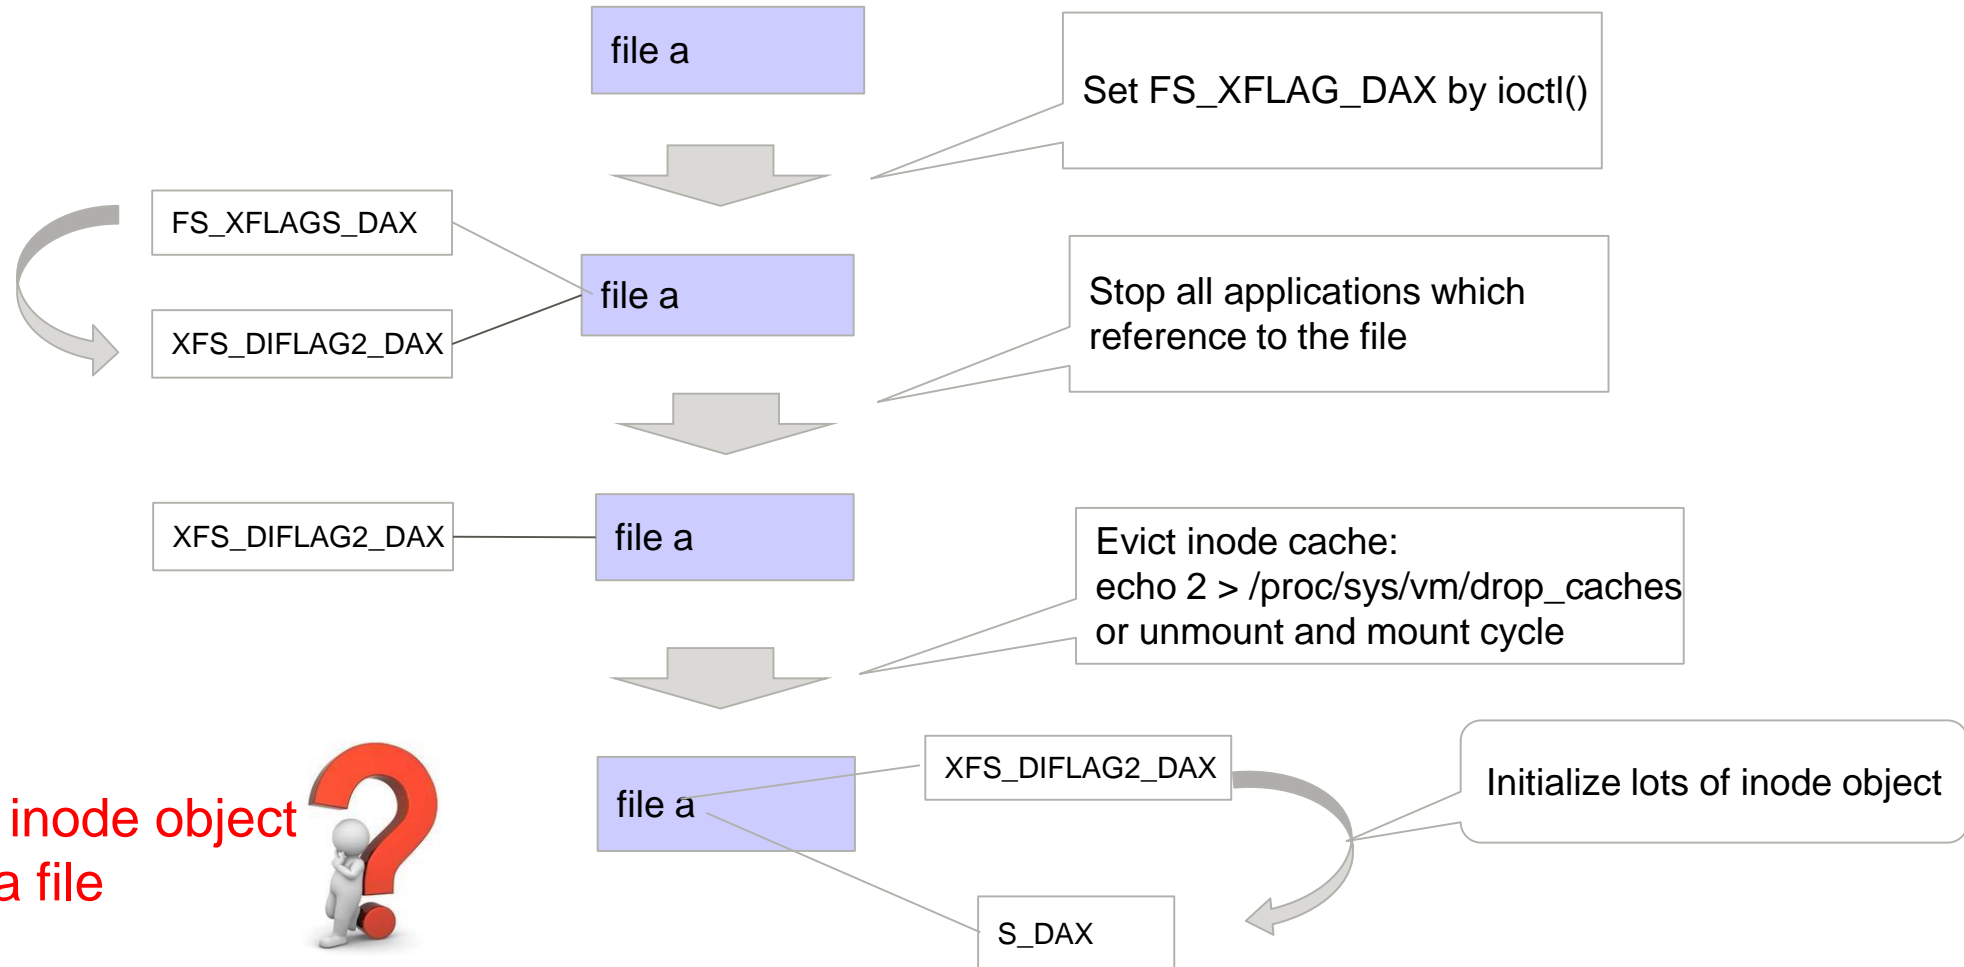 file a
Set FS_XFLAG_DAX by ioctl()
FS_XFLAGS_DAX
file a
XFS_DIFLAG2_DAX
Stop all applications which
reference to the file
XFS_DIFLAG2_DAX
file a
Evict inode cache:
echo 2 > /proc/sys/vm/drop_caches
or unmount and mount cycle
file a
XFS_DIFLAG2_DAX
Initialize lots of inode object
inode object
a file
S_DAX